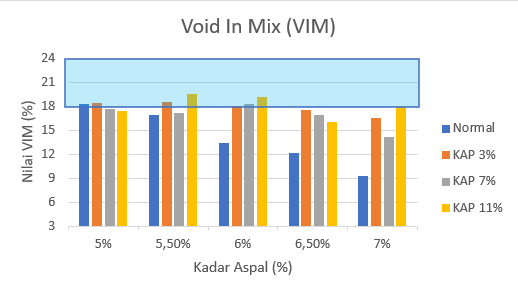 Void In Mix (VIM)
24
21
18
15
12
9
6
3
Nilai VIM (%)
5%
5,50%
6%
6,50%
7%
Kadar Aspal (%)
Normal
KAP 3%
KAP 7%
KAP 11%